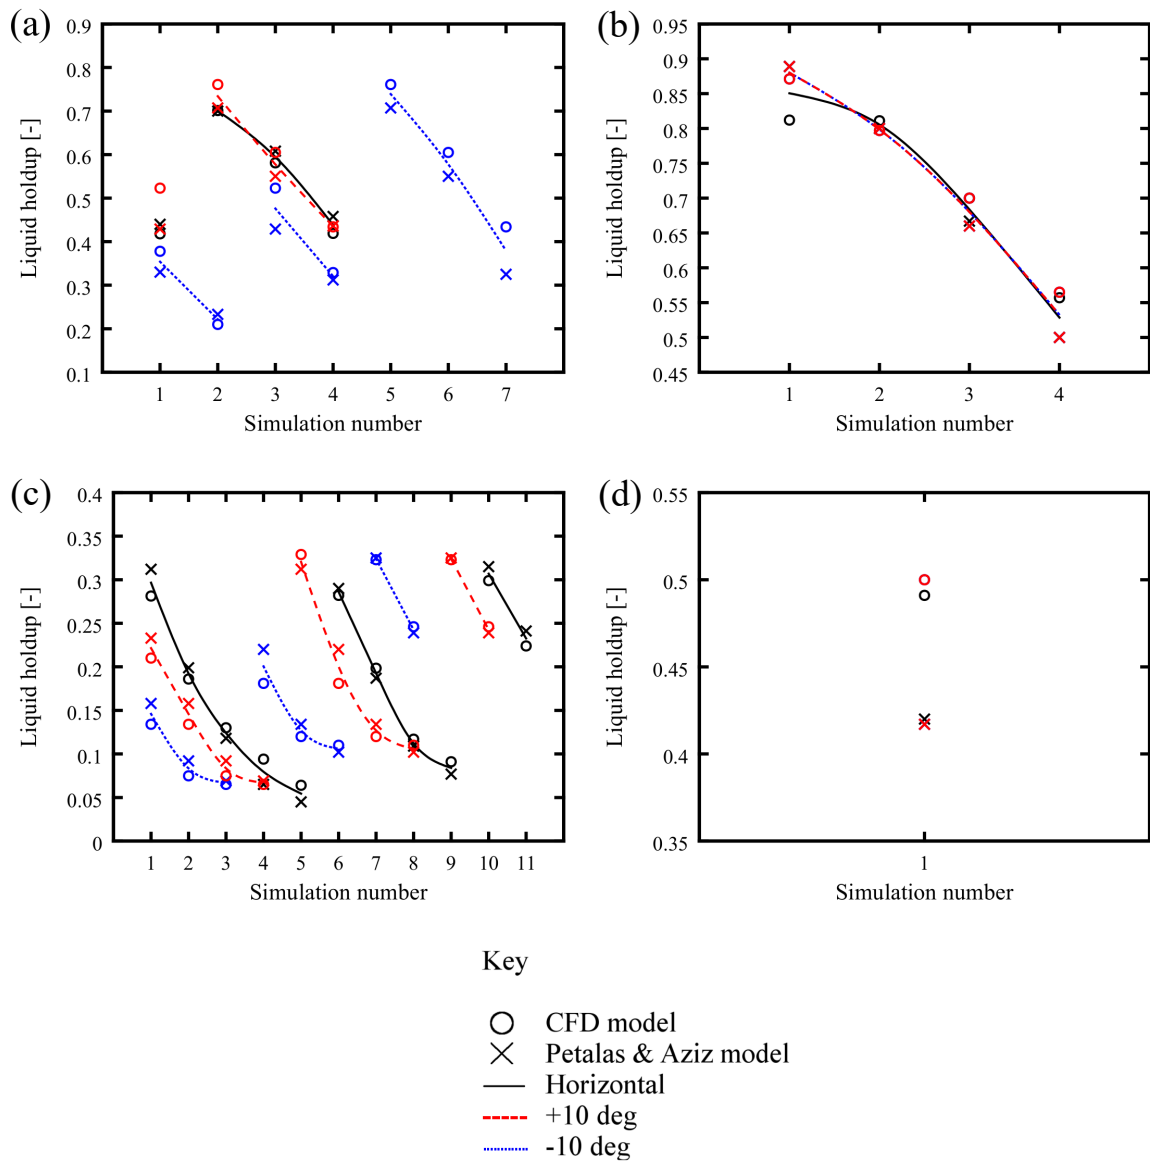 (a)
0.9
0.8
0.7
0.6
0.5
0.4
0.3
0.2
0.1
Liquid holdup [-]
1 2 3 4 5 6 7
Simulation number
(b)
0.95
0.9
0.85
0.8
0.75
0.7
0.65
0.6
0.55
0.5
0.45
Liquid holdup [-]
1 2 3 4
Simulation number
(c)
0.4
0.35
0.3
0.25
0.2
0.15
0.1
0.05
0
Liquid holdup [-]
1 2 3 4 5 6 7 8 9 10 11
Simulation number
(d)
0.55
0.5
0.45
0.4
0.35
Liquid holdup [-]
1
Simulation number
Key
CFD model
Petalas & Aziz model
Horizontal
+10 deg
-10 deg